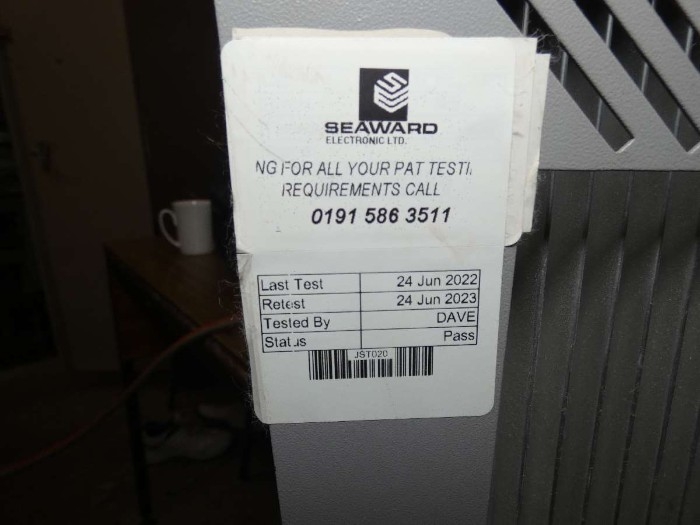 SEAWARD
ELECTRONIC LTD.
NG FOR ALL YOUR PAT TESTI
REQUIREMENTS CALL
0191 586 3511
Last Test 24 Jun 2022
Retest 24 Jun 2023
Tested By DAVE
Status Pass
JST020